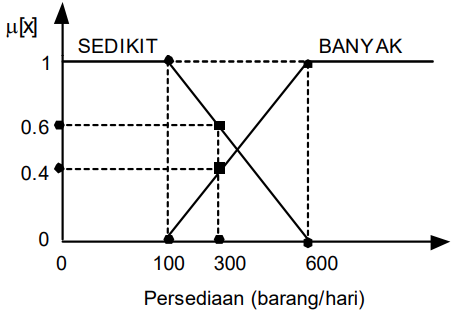 μ[x]
SEDIKIT
BANYAK
1
0.6
0.4
0
0 100 300 600
Persediaan (barang/hari)